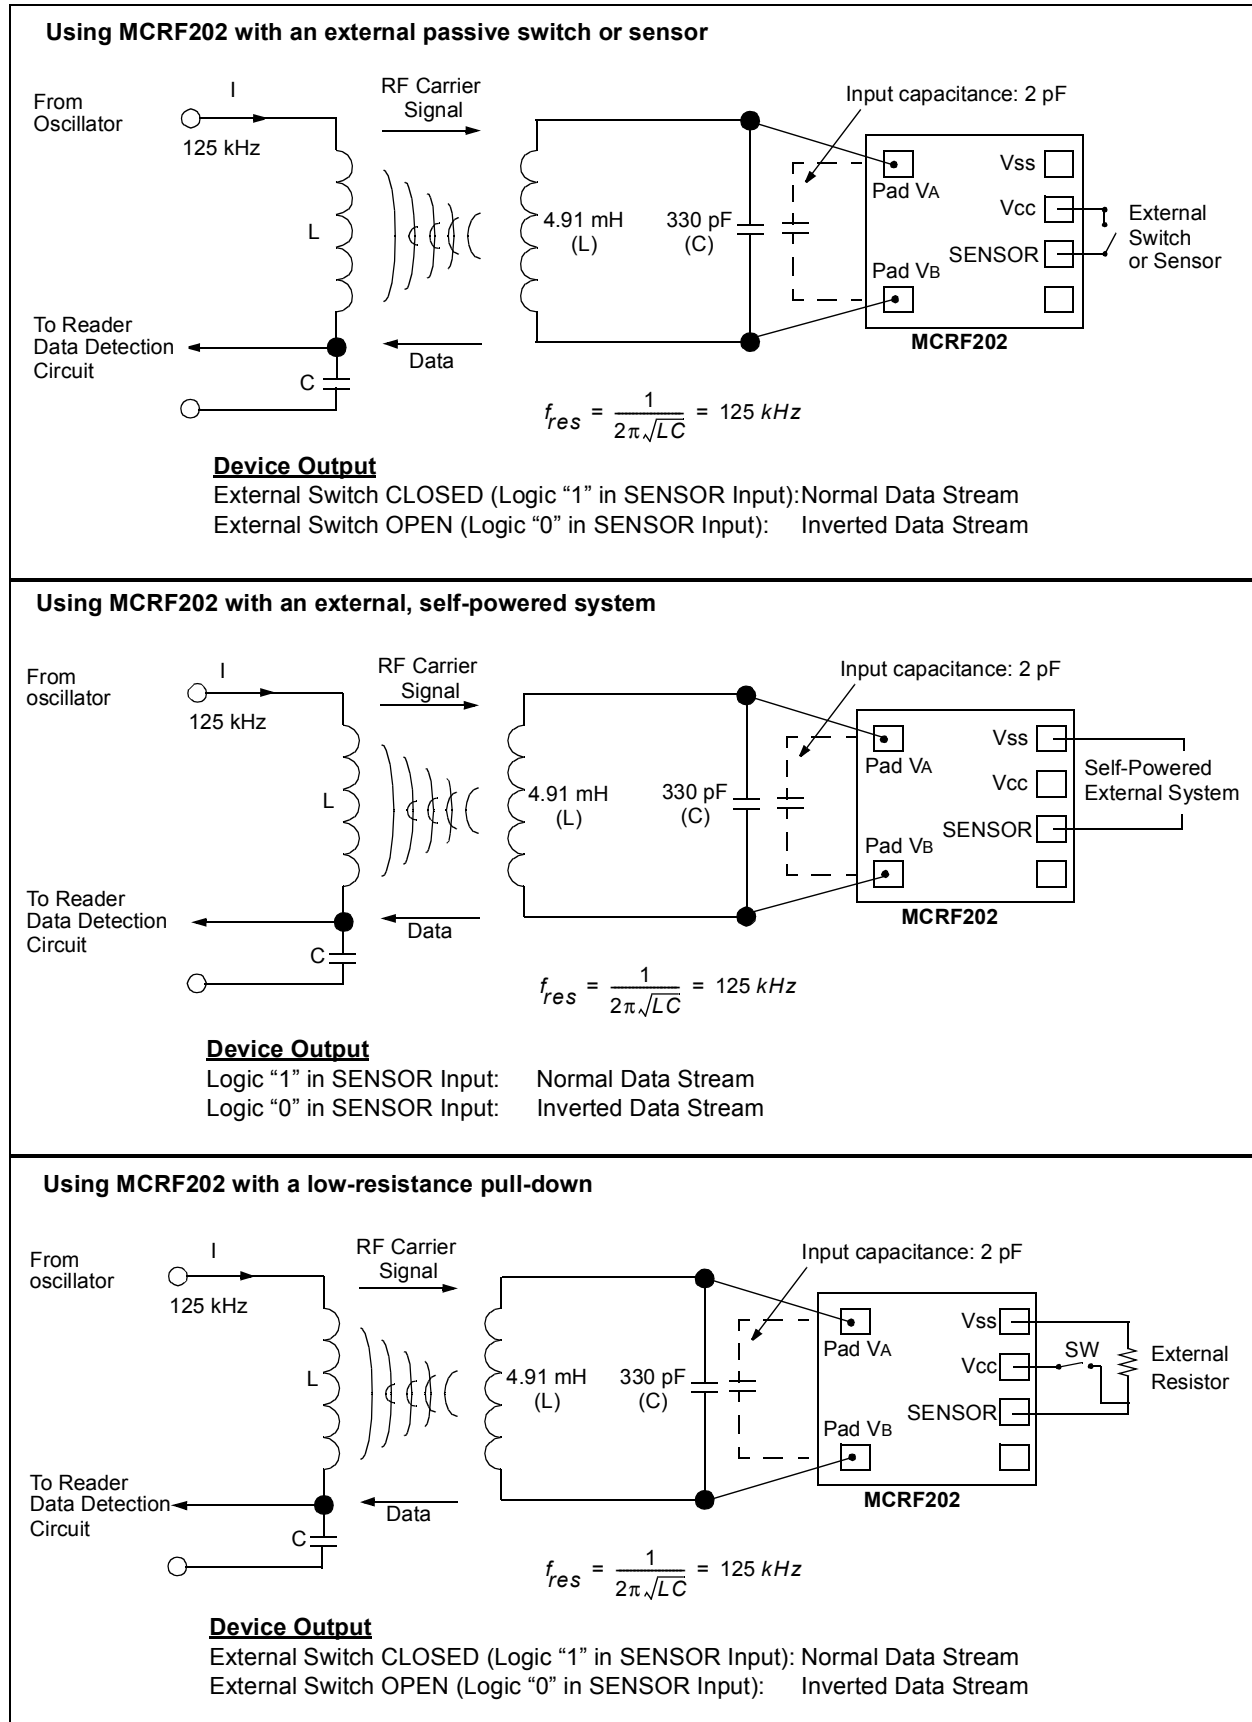 Using MCRF202 with an external passive switch or sensor
From
Oscillator
I
125 kHz
RF Carrier
Signal
Input capacitance: 2 pF
L
4.91 mH
(L)
330 pF
(C)
Pad VA
Pad VB
Vss
Vcc
SENSOR
External
Switch
or Sensor
MCRF202
To Reader
Data Detection
Circuit
Data
C
fres = 1 / 2π√LC = 125 kHz
Device Output
External Switch CLOSED (Logic “1” in SENSOR Input): Normal Data Stream
External Switch OPEN (Logic “0” in SENSOR Input): Inverted Data Stream
Using MCRF202 with an external, self-powered system
From
oscillator
I
125 kHz
RF Carrier
Signal
Input capacitance: 2 pF
L
4.91 mH
(L)
330 pF
(C)
Pad VA
Pad VB
Vss
Vcc
SENSOR
Self-Powered
External System
MCRF202
To Reader
Data Detection
Circuit
Data
C
fres = 1 / 2π√LC = 125 kHz
Device Output
Logic “1” in SENSOR Input: Normal Data Stream
Logic “0” in SENSOR Input: Inverted Data Stream
Using MCRF202 with a low-resistance pull-down
From
oscillator
I
125 kHz
RF Carrier
Signal
Input capacitance: 2 pF
L
4.91 mH
(L)
330 pF
(C)
Pad VA
Pad VB
Vss
Vcc
SENSOR
SW
External
Resistor
MCRF202
To Reader
Data Detection
Circuit
Data
C
fres = 1 / 2π√LC = 125 kHz
Device Output
External Switch CLOSED (Logic “1” in SENSOR Input): Normal Data Stream
External Switch OPEN (Logic “0” in SENSOR Input): Inverted Data Stream